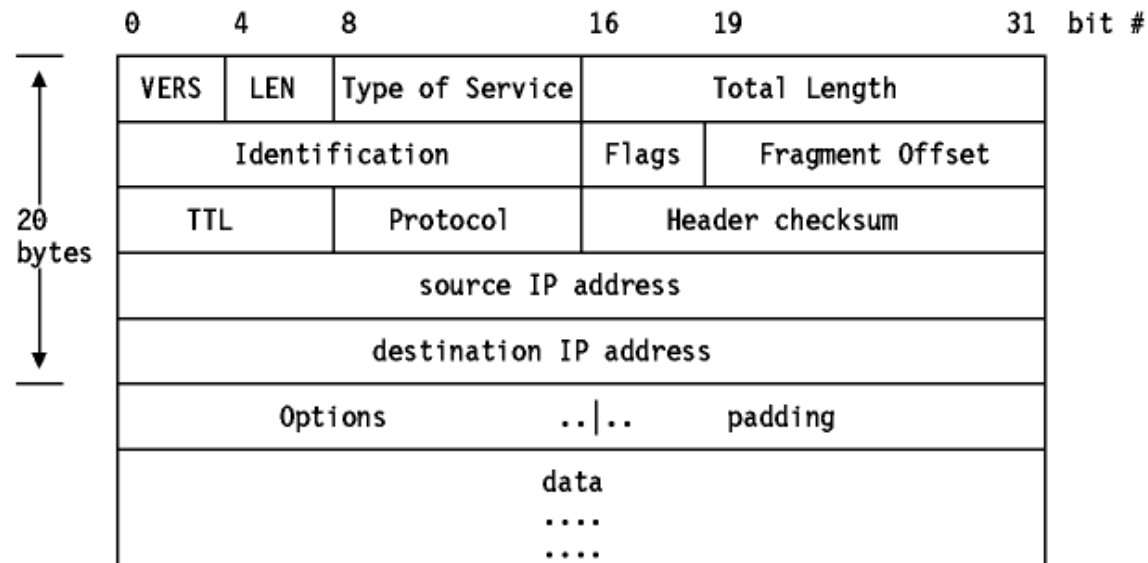 0 4 8 16 19 31 bit #
VERS LEN Type of Service Total Length
Identification Flags Fragment Offset
20 TTL Protocol Header checksum
bytes
source IP address
destination IP address
Options ..|.. padding
data
....
....